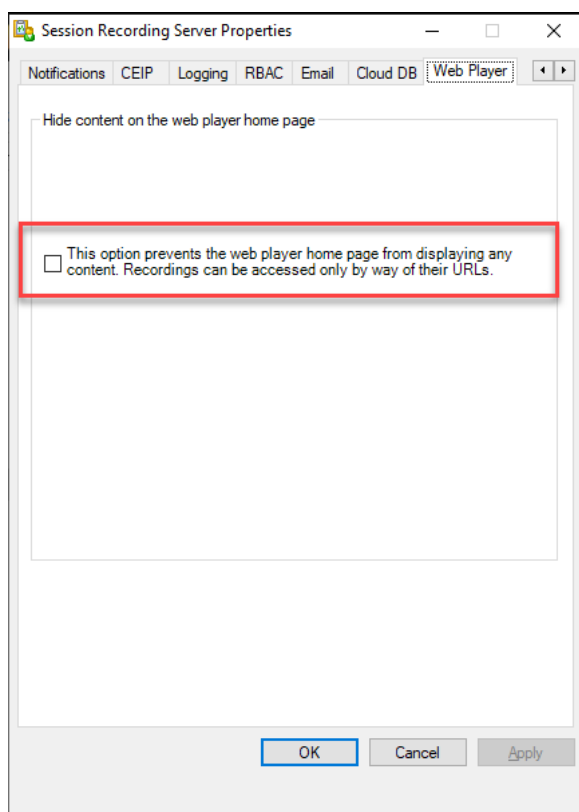 Session Recording Server Properties
Notifications CEIP Logging RBAC Email Cloud DB Web Player
Hide content on the web player home page
This option prevents the web player home page from displaying any
content. Recordings can be accessed only by way of their URLs.
OK Cancel Apply